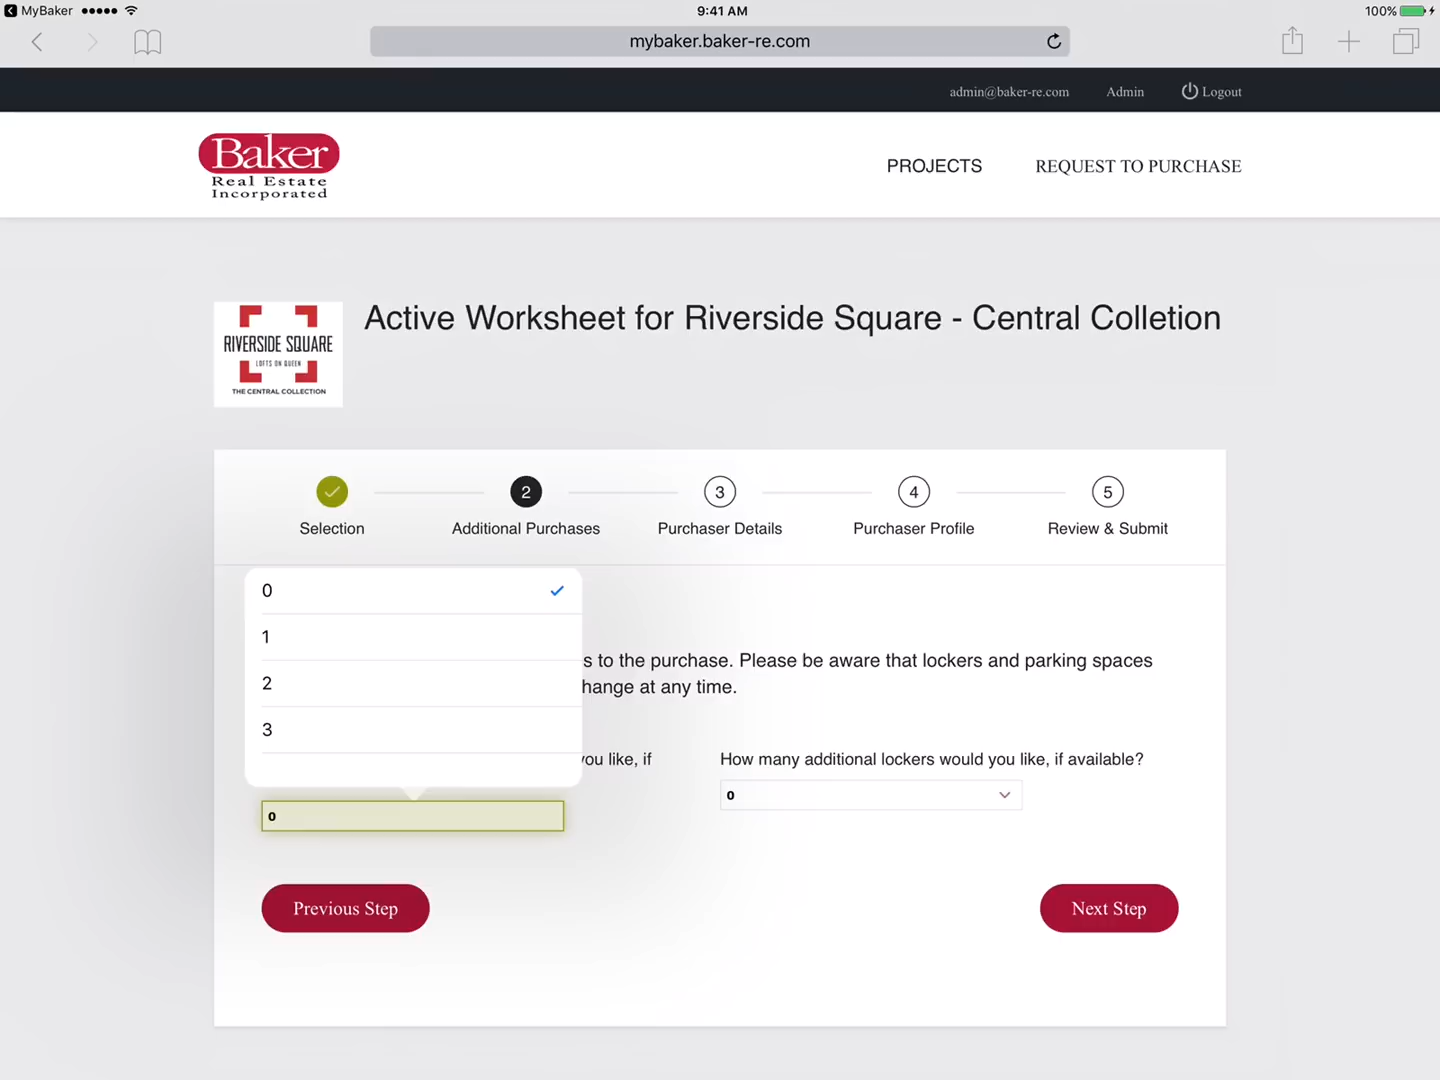 MyBaker
9:41 AM
100%
mybaker.baker-re.com
admin@baker-re.com
Admin
Logout
Baker
Real Estate
Incorporated
PROJECTS
REQUEST TO PURCHASE
RIVERSIDE SQUARE
LOFTS ON QUEEN
THE CENTRAL COLLECTION
Active Worksheet for Riverside Square - Central Colletion
2
3
4
5
Selection
Additional Purchases
Purchaser Details
Purchaser Profile
Review & Submit
0
1
2
3
s to the purchase. Please be aware that lockers and parking spaces
hange at any time.
you like, if
0
How many additional lockers would you like, if available?
0
Previous Step
Next Step